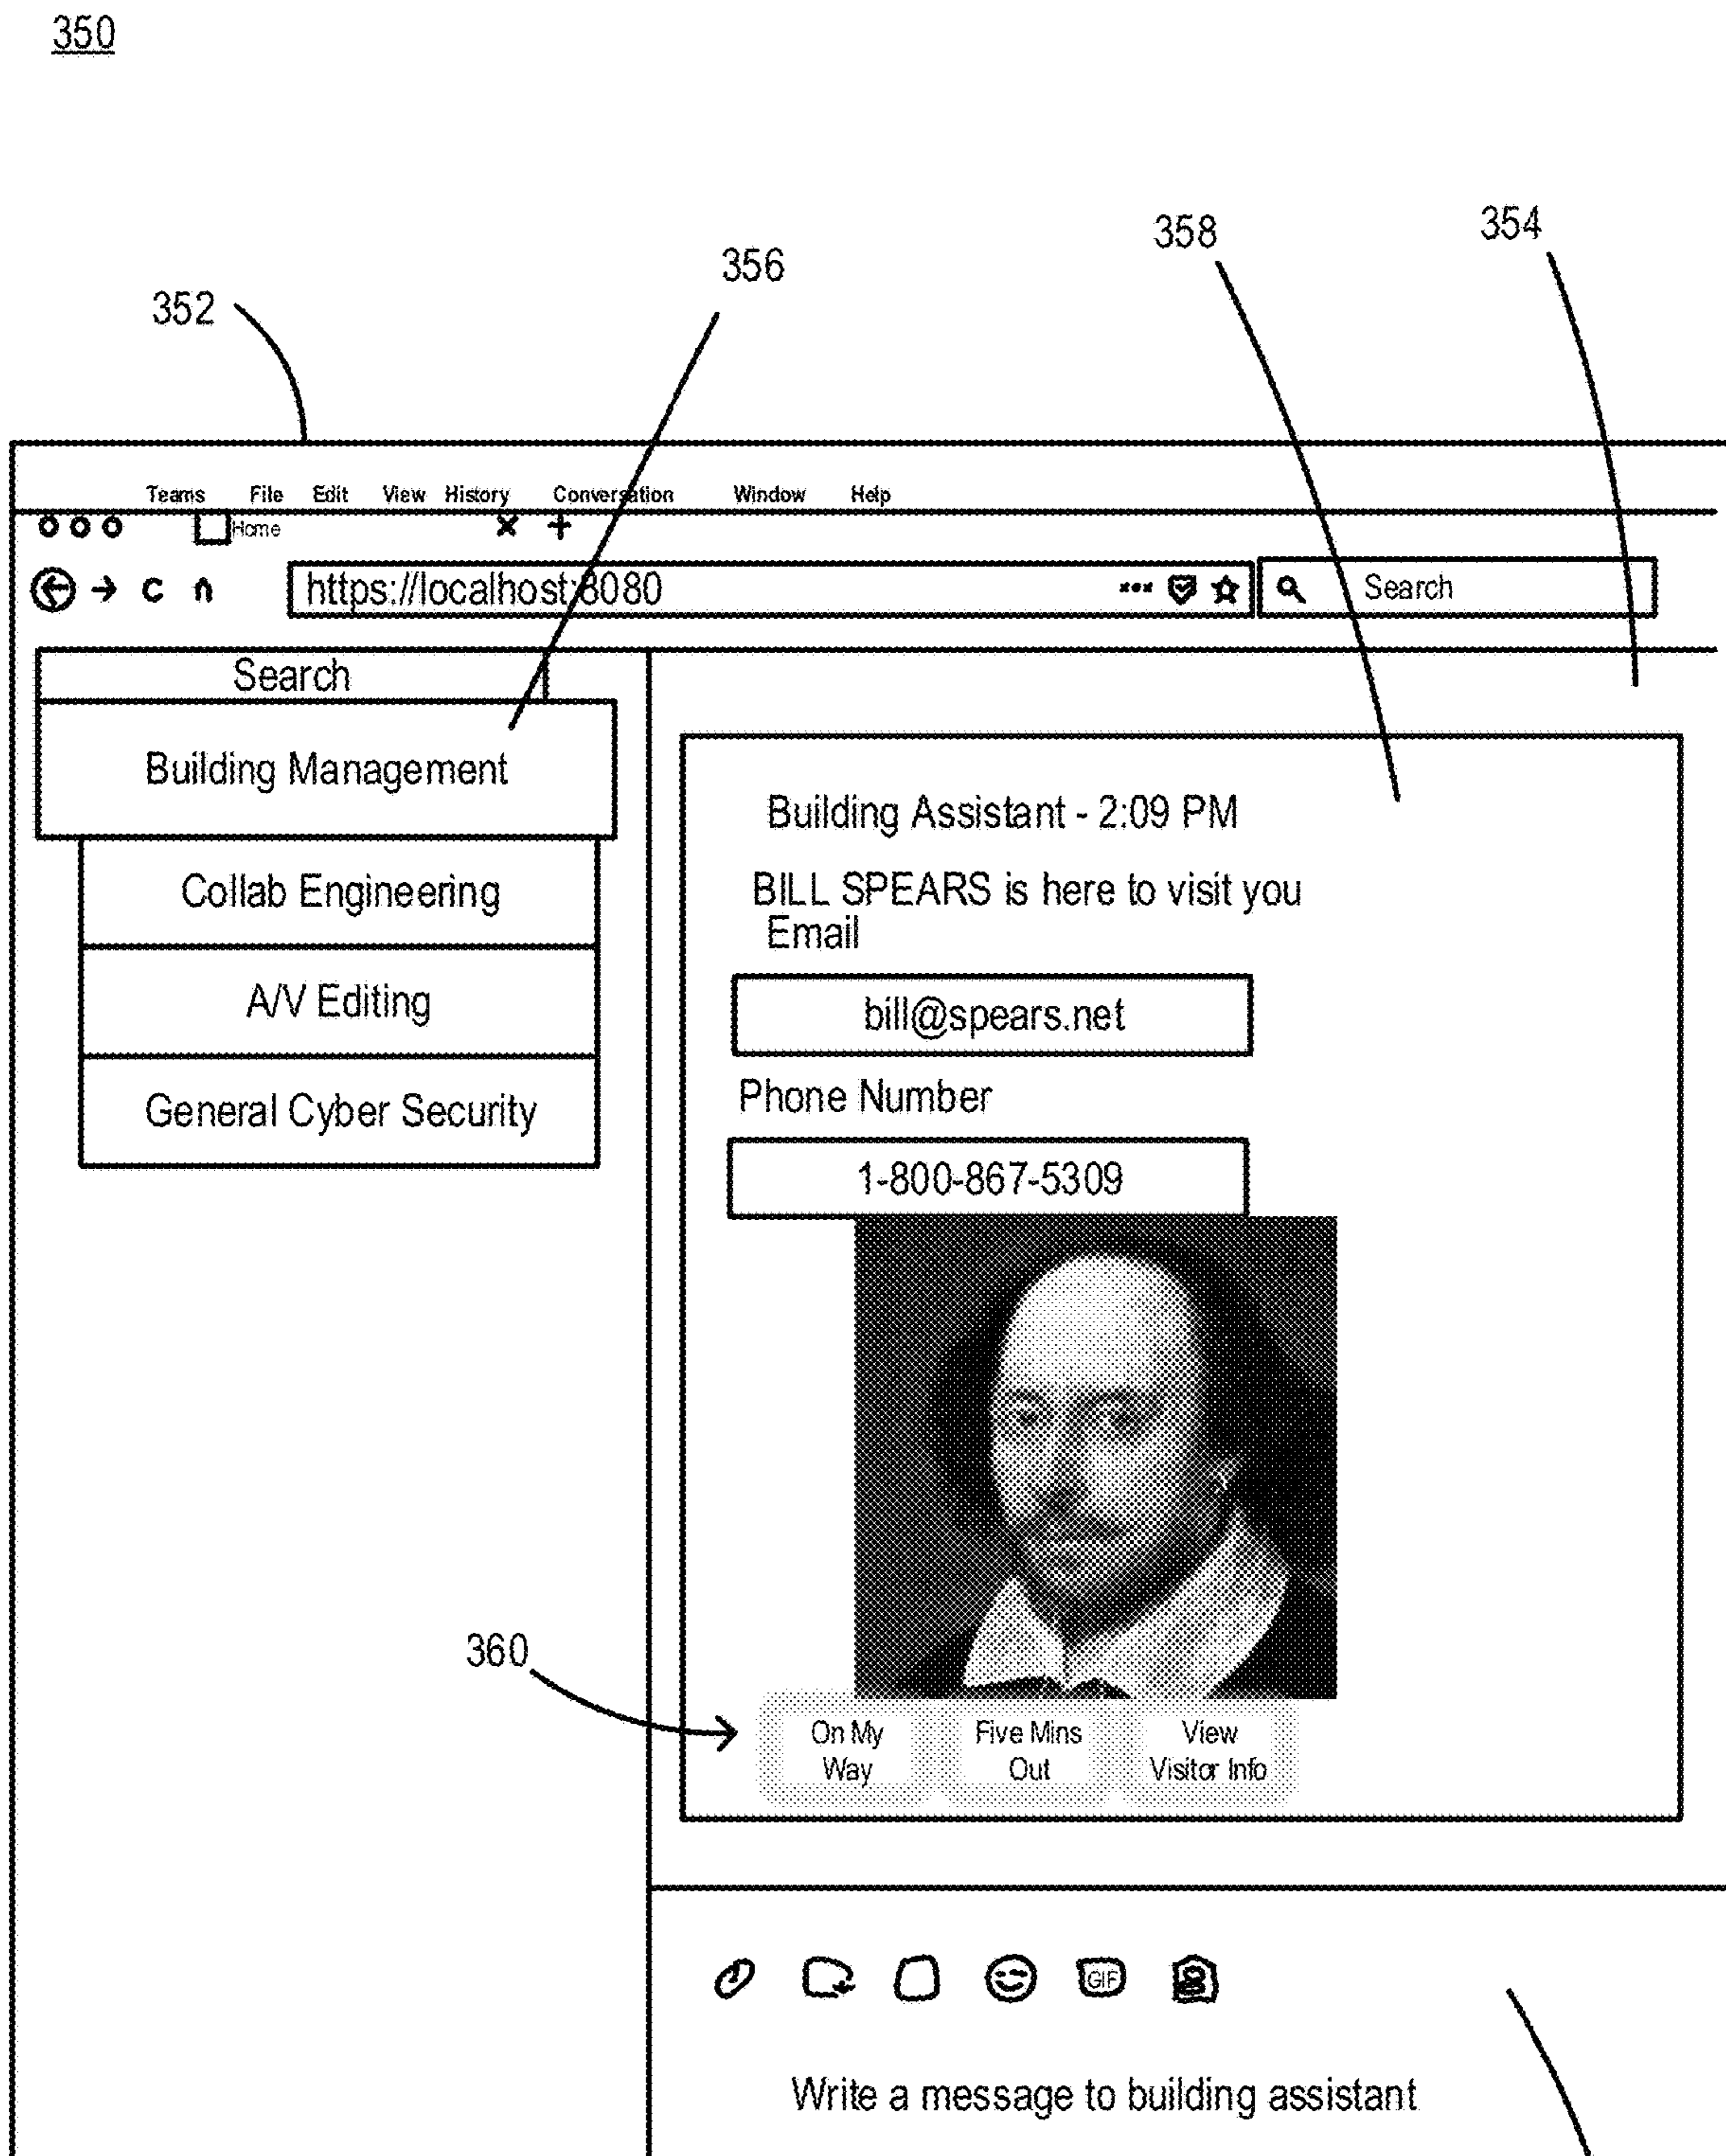 350
358
354
356
352
Teams File Edit View History Conversation Window Help
Home
https://localhost:8080
Search
Search
Building Management
Collab Engineering
A/V Editing
General Cyber Security
Building Assistant - 2:09 PM
BILL SPEARS is here to visit you
Email
bill@spears.net
Phone Number
1-800-867-5309
360
On My
Way
Five Mins
Out
View
Visitor Info
GIF
Write a message to building assistant